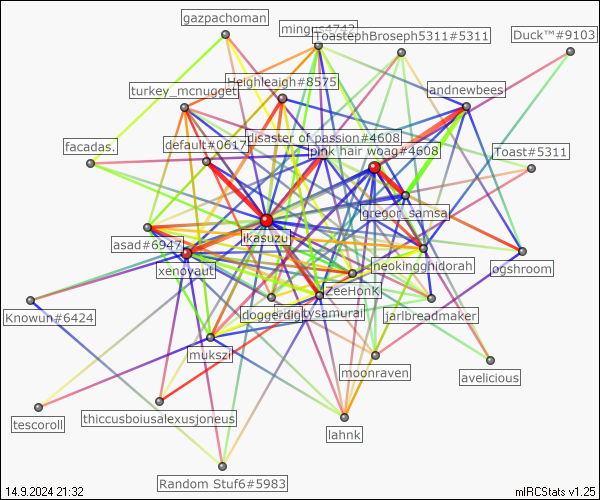 gazpachoman
mingus4742
ToastephBroseph5311#5311
Duck™#9103
turkey_mcnugget
Heighleaigh#8575
andnewbees
facadas.
default#0617
disaster of passion#4608
pink hair woag#4608
Toast#5311
gregor_samsa
asad#6947
ikasuzu
xenoyaut
neokingghidorah
ogshroom
ZeeHonK
Knowun#6424
doggerdig
tysamurai
jarlbreadmaker
mukszi
moonraven
avelicious
tescoroll
thiccusboiusalexusjoneus
lahnk
Random Stuf6#5983
14.9.2024 21:32
mIRCStats v1.25